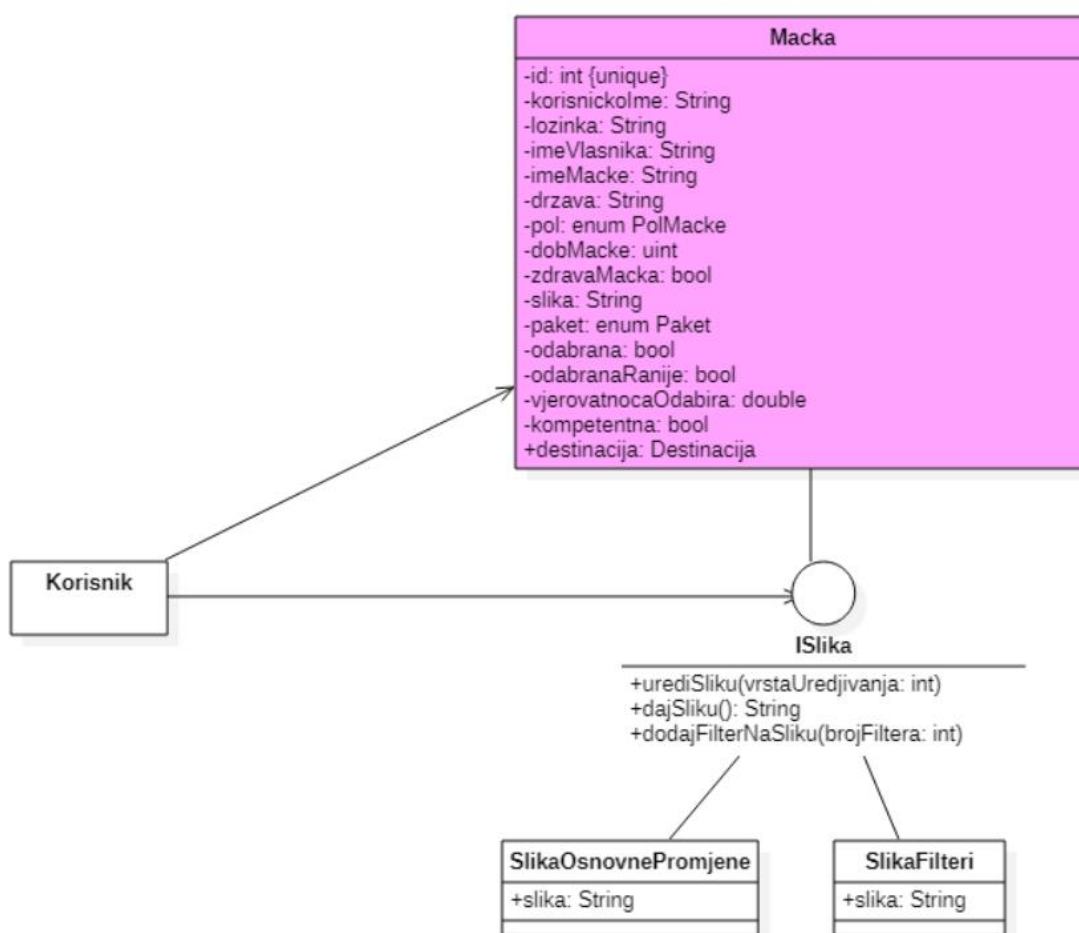 Macka
-id: int {unique}
-korisnickoIme: String
-lozinka: String
-imeVlasnika: String
-imeMacke: String
-drzava: String
-pol: enum PolMacke
-dobMacke: uint
-zdravaMacka: bool
-slika: String
-paket: enum Paket
-odabrana: bool
-odabranaRanije: bool
-vjerovatnocaOdabira: double
-kompetentna: bool
+destinacija: Destinacija
Korisnik
ISlika
+urediSliku(vrstaUredjivanja: int)
+dajSliku(): String
+dodajFilterNaSliku(brojFiltera: int)
SlikaOsnovnePromjene
+slika: String
SlikaFilteri
+slika: String